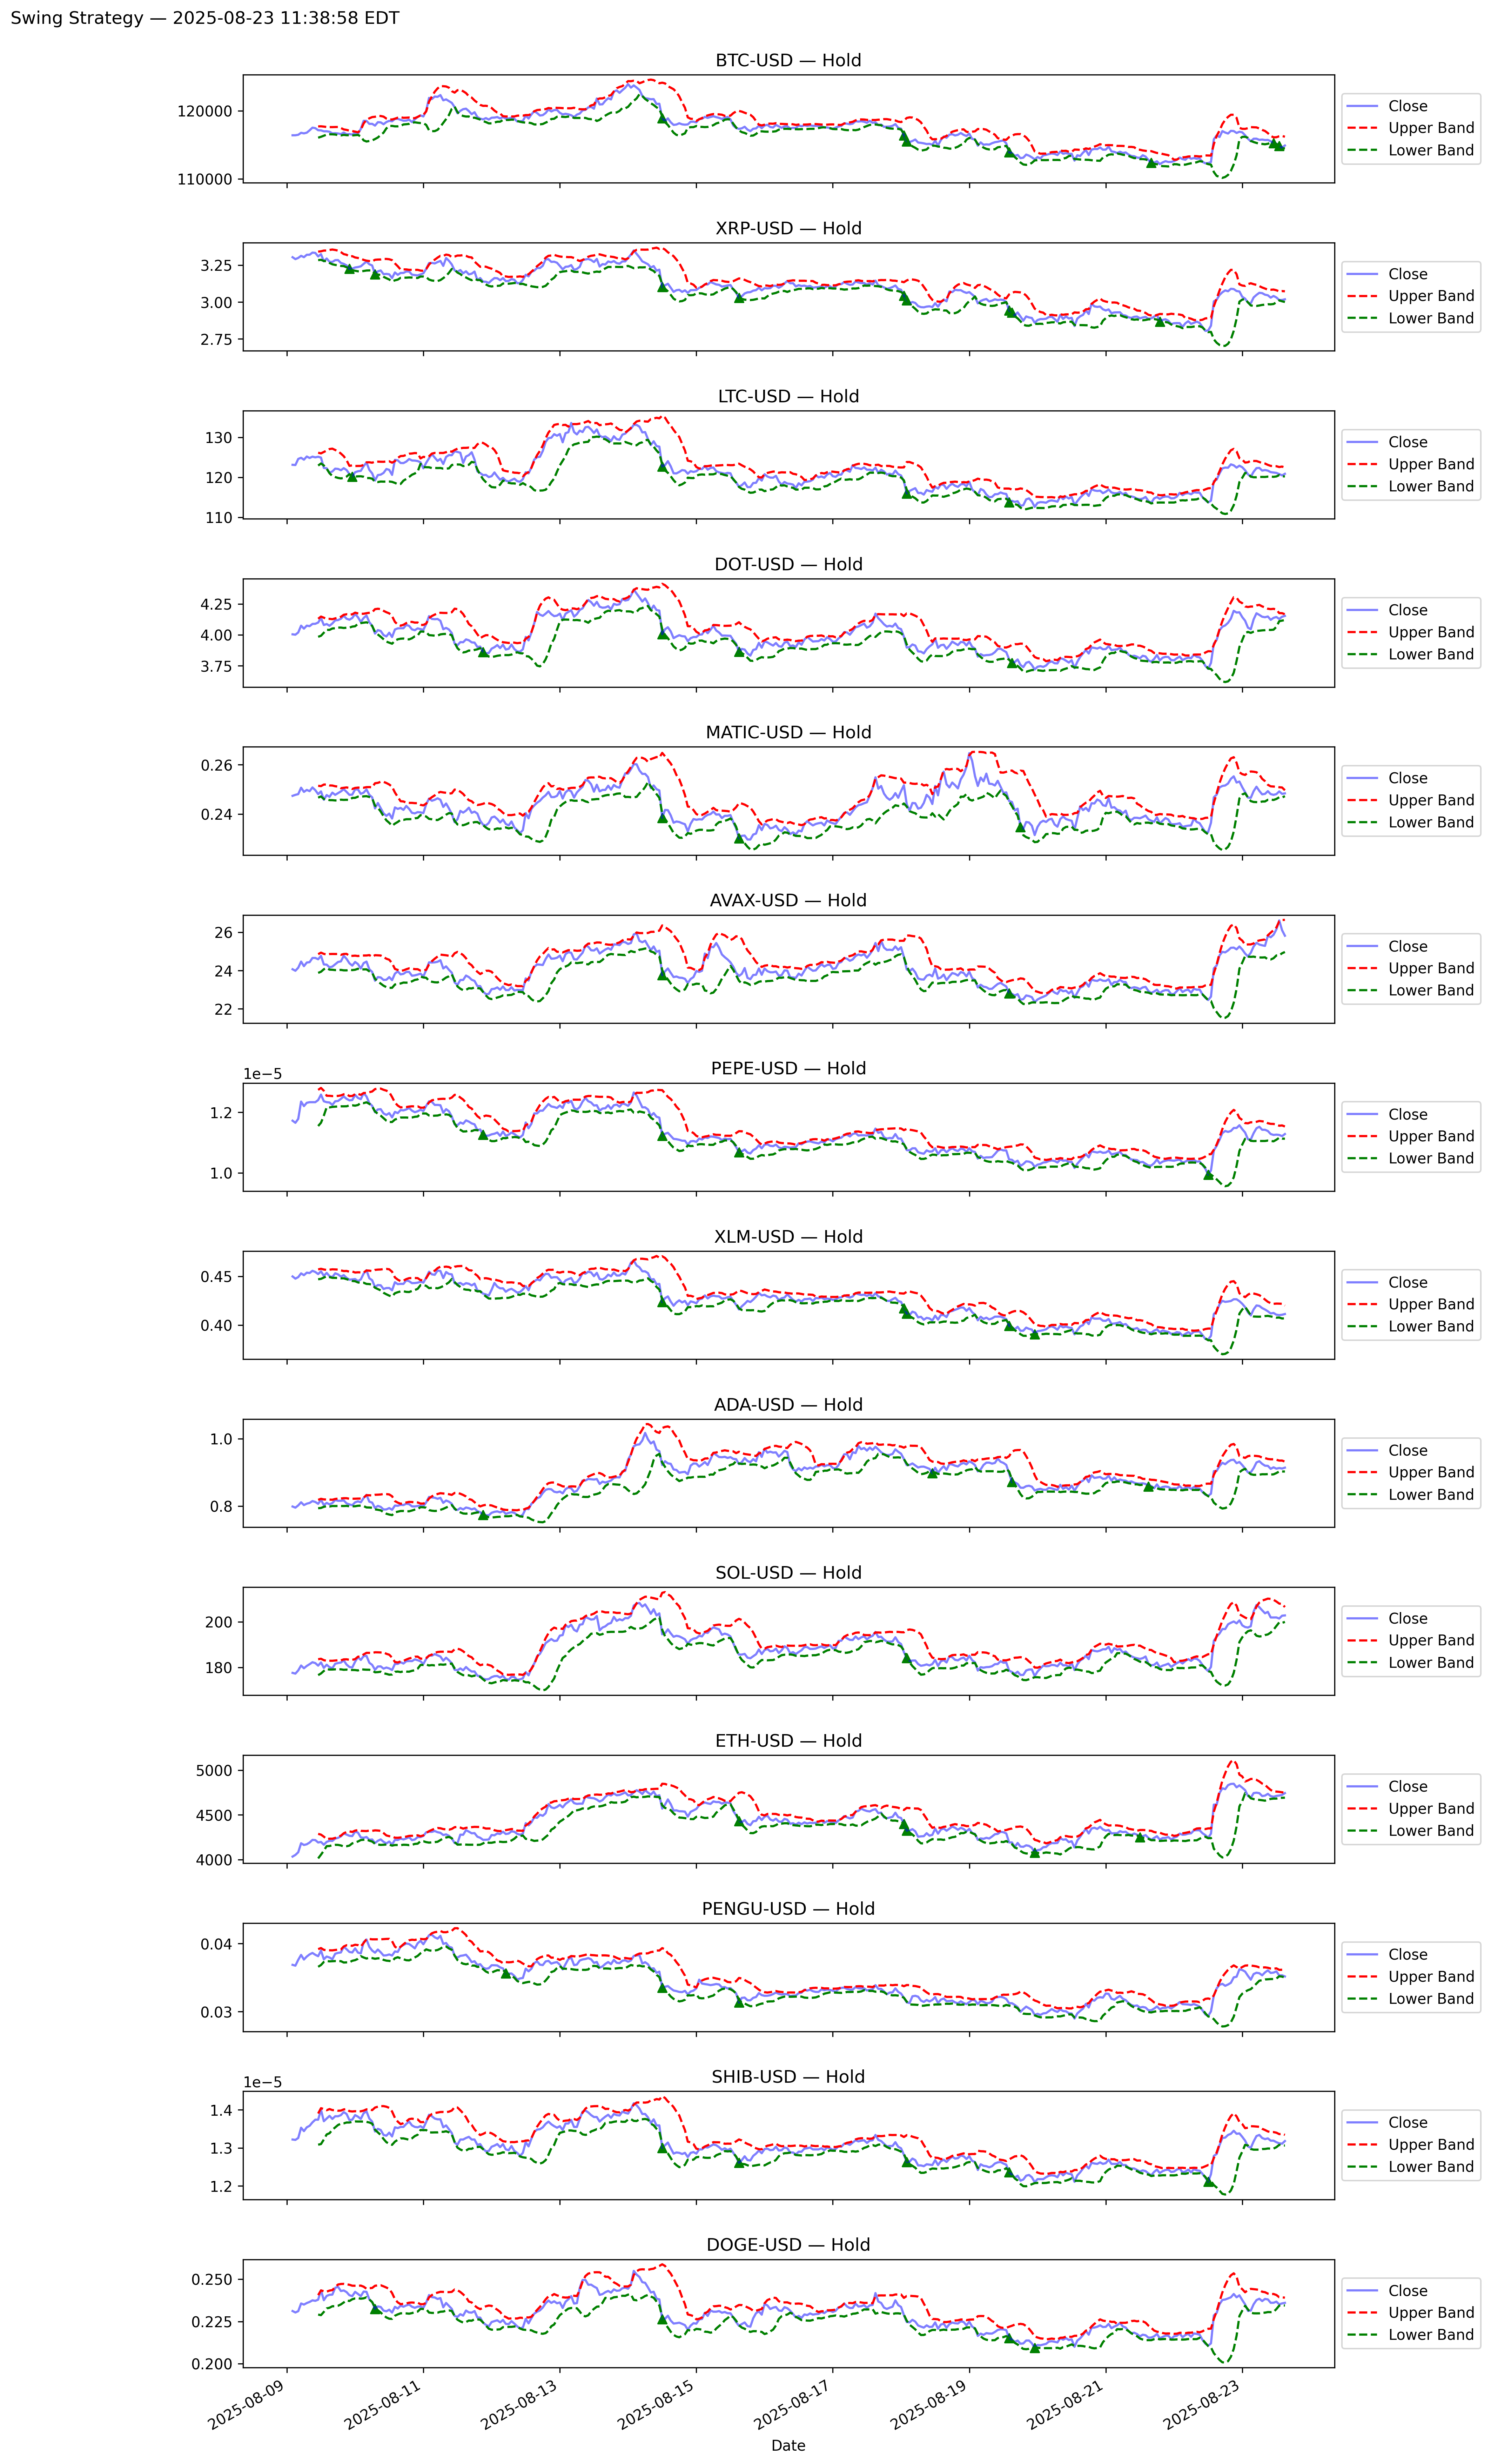 Swing Strategy — 2025-08-23 11:38:58 EDT
BTC-USD — Hold
120000
110000
Close
Upper Band
Lower Band
XRP-USD — Hold
3.25
3.00
2.75
Close
Upper Band
Lower Band
LTC-USD — Hold
130
120
110
Close
Upper Band
Lower Band
DOT-USD — Hold
4.25
4.00
3.75
Close
Upper Band
Lower Band
MATIC-USD — Hold
0.26
0.24
Close
Upper Band
Lower Band
AVAX-USD — Hold
26
24
22
Close
Upper Band
Lower Band
PEPE-USD — Hold
1e−5
1.2
1.0
Close
Upper Band
Lower Band
XLM-USD — Hold
0.45
0.40
Close
Upper Band
Lower Band
ADA-USD — Hold
1.0
0.8
Close
Upper Band
Lower Band
SOL-USD — Hold
200
180
Close
Upper Band
Lower Band
ETH-USD — Hold
5000
4500
4000
Close
Upper Band
Lower Band
PENGU-USD — Hold
0.04
0.03
Close
Upper Band
Lower Band
SHIB-USD — Hold
1e−5
1.4
1.3
1.2
Close
Upper Band
Lower Band
DOGE-USD — Hold
0.250
0.225
0.200
Close
Upper Band
Lower Band
2025-08-09
2025-08-11
2025-08-13
2025-08-15
2025-08-17
2025-08-19
2025-08-21
2025-08-23
Date